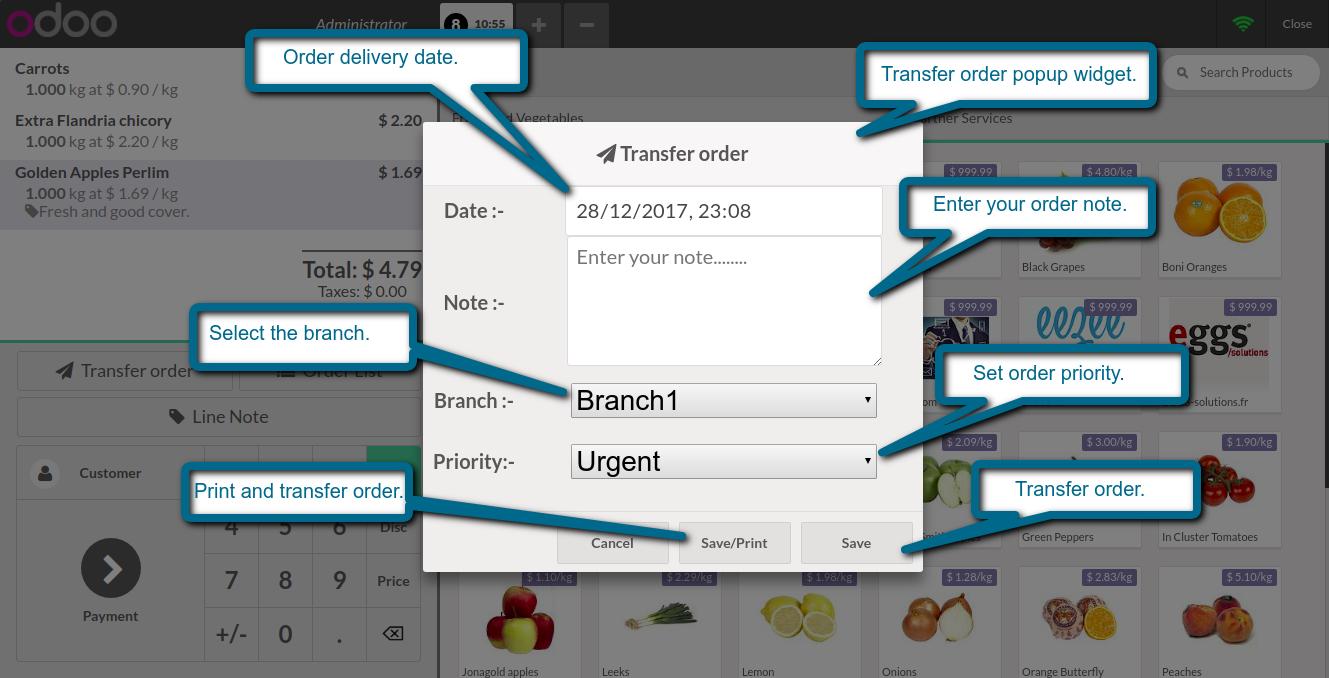 odoo
Administrator
8 10:55
+
−
Close
Order delivery date.
Transfer order popup widget.
Search Products
Carrots
1.000 kg at $ 0.90 / kg
Extra Flandria chicory
$ 2.20
1.000 kg at $ 2.20 / kg
Golden Apples Perlim
$ 1.69
1.000 kg at $ 1.69 / kg
Fresh and good cover.
Total: $ 4.79
Taxes: $ 0.00
Vegetables
Services
Transfer order
Date :-
28/12/2017, 23:08
Note :-
Enter your note........
Enter your order note.
Select the branch.
Branch :-
Branch1
Set order priority.
Priority:-
Urgent
Print and transfer order.
Transfer order.
Cancel
Save/Print
Save
Transfer order
Order List
Line Note
Customer
Payment
4
5
6
Disc
7
8
9
Price
+/-
0
.
$ 999.99
$ 4.80/kg
$ 1.98/kg
Black Grapes
Boni Oranges
$ 999.99
$ 999.99
$ 999.99
eezee
eggs
/solutions
-solutions.fr
$ 2.09/kg
$ 3.00/kg
$ 1.90/kg
Green Peppers
In Cluster Tomatoes
$ 1.10/kg
$ 2.29/kg
$ 1.98/kg
$ 1.28/kg
$ 2.83/kg
$ 5.10/kg
Jonagold apples
Leeks
Lemon
Onions
Orange Butterfly
Peaches